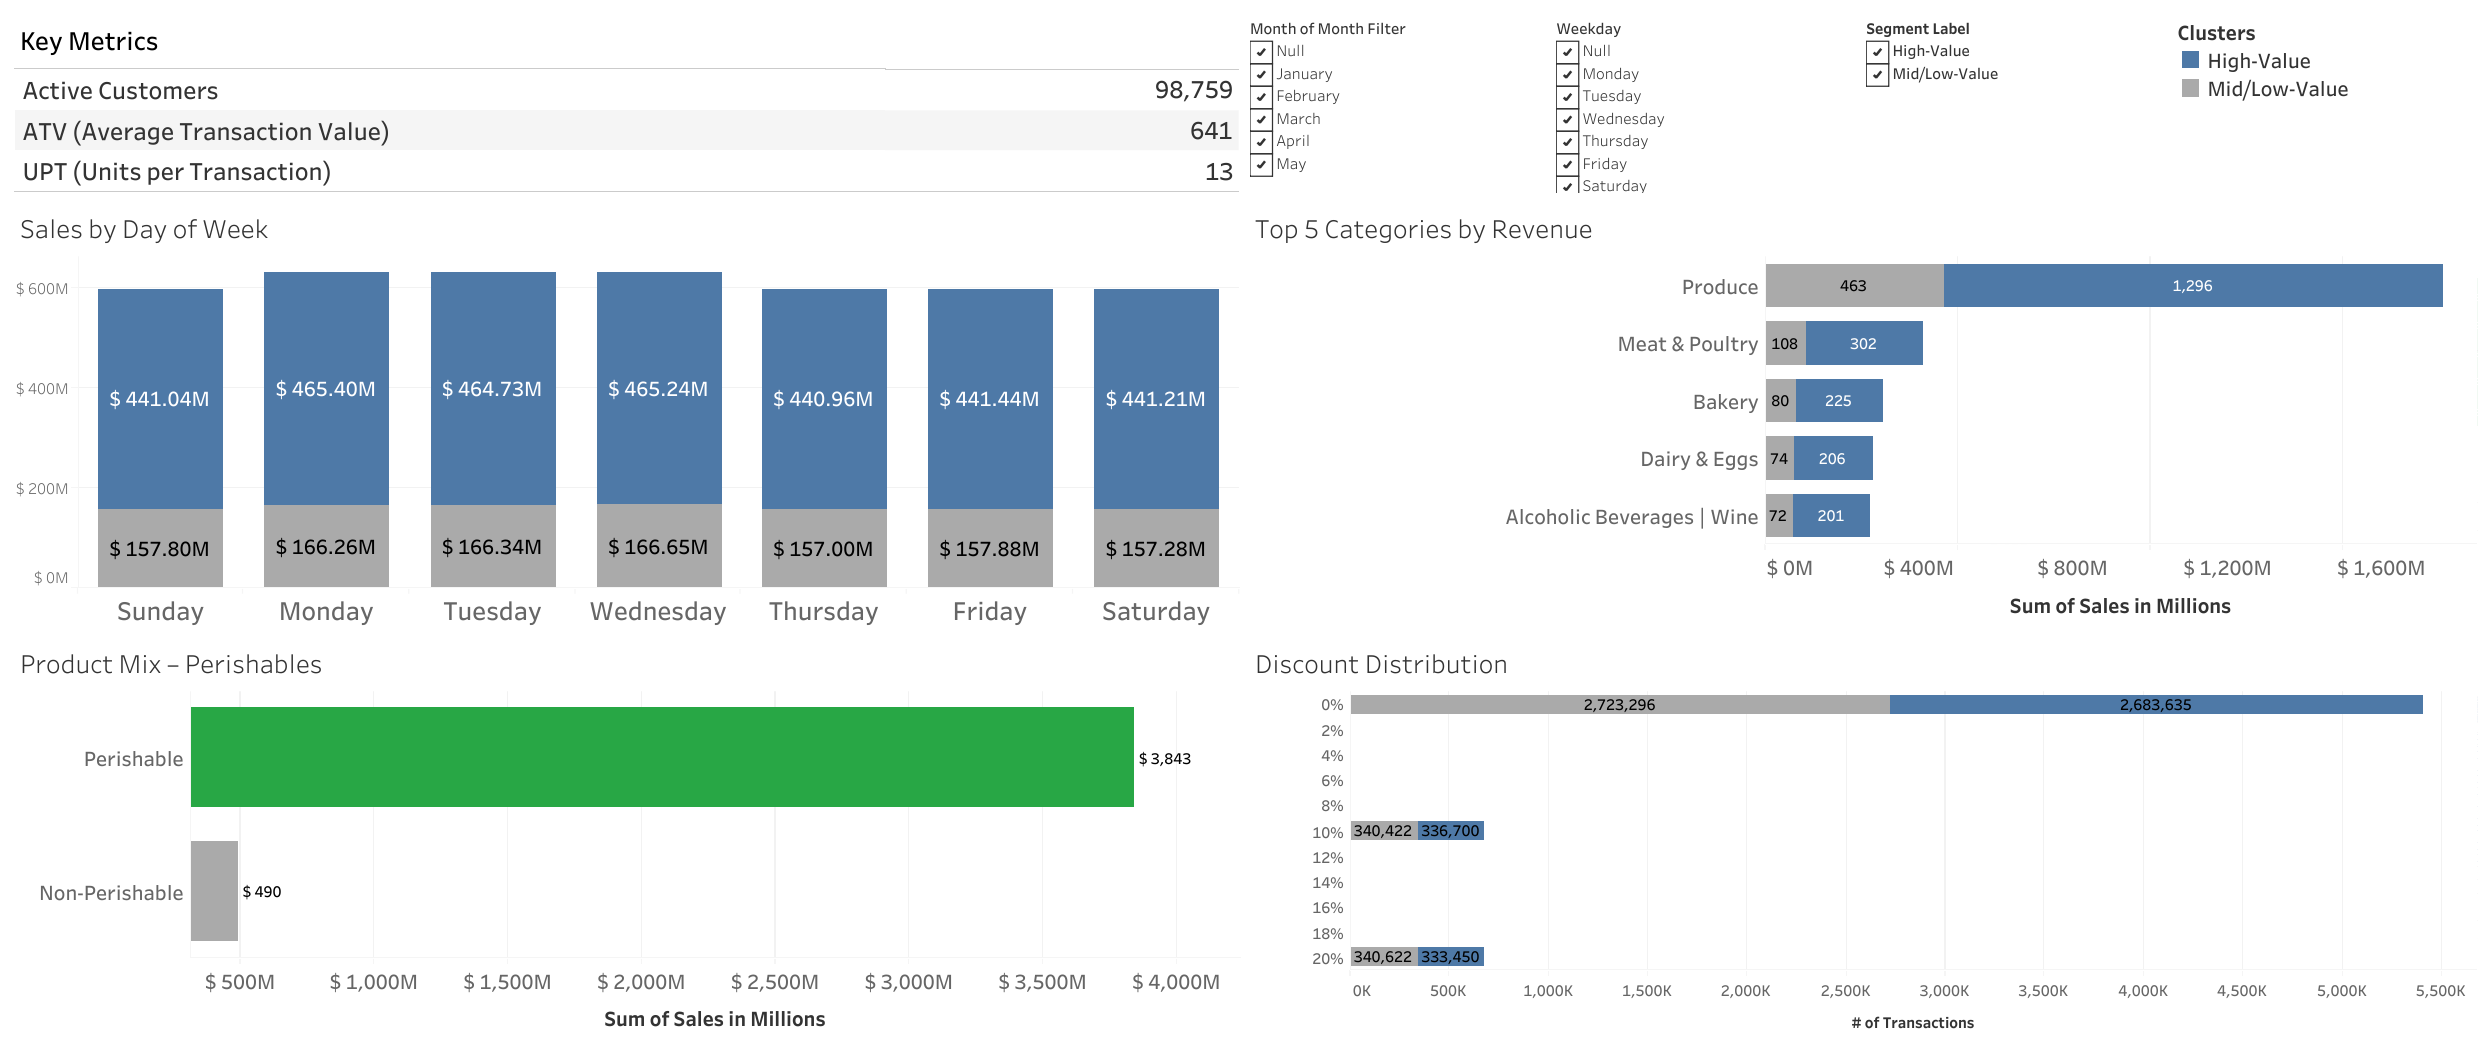 Key Metrics
Active Customers 98,759
ATV (Average Transaction Value) 641
UPT (Units per Transaction) 13
Month of Month Filter
Null
January
February
March
April
May
Weekday
Null
Monday
Tuesday
Wednesday
Thursday
Friday
Saturday
Segment Label
High-Value
Mid/Low-Value
Clusters
High-Value
Mid/Low-Value
Sales by Day of Week
$ 600M
$ 400M
$ 200M
$ 0M
$ 441.04M $ 465.40M $ 464.73M $ 465.24M $ 440.96M $ 441.44M $ 441.21M
$ 157.80M $ 166.26M $ 166.34M $ 166.65M $ 157.00M $ 157.88M $ 157.28M
Sunday Monday Tuesday Wednesday Thursday Friday Saturday
Top 5 Categories by Revenue
Produce 463 1,296
Meat & Poultry 108 302
Bakery 80 225
Dairy & Eggs 74 206
Alcoholic Beverages | Wine 72 201
$ 0M $ 400M $ 800M $ 1,200M $ 1,600M
Sum of Sales in Millions
Product Mix – Perishables
Perishable $ 3,843
Non-Perishable $ 490
$ 500M $ 1,000M $ 1,500M $ 2,000M $ 2,500M $ 3,000M $ 3,500M $ 4,000M
Sum of Sales in Millions
Discount Distribution
0% 2,723,296 2,683,635
2%
4%
6%
8%
10% 340,422 336,700
12%
14%
16%
18%
20% 340,622 333,450
0K 500K 1,000K 1,500K 2,000K 2,500K 3,000K 3,500K 4,000K 4,500K 5,000K 5,500K
# of Transactions